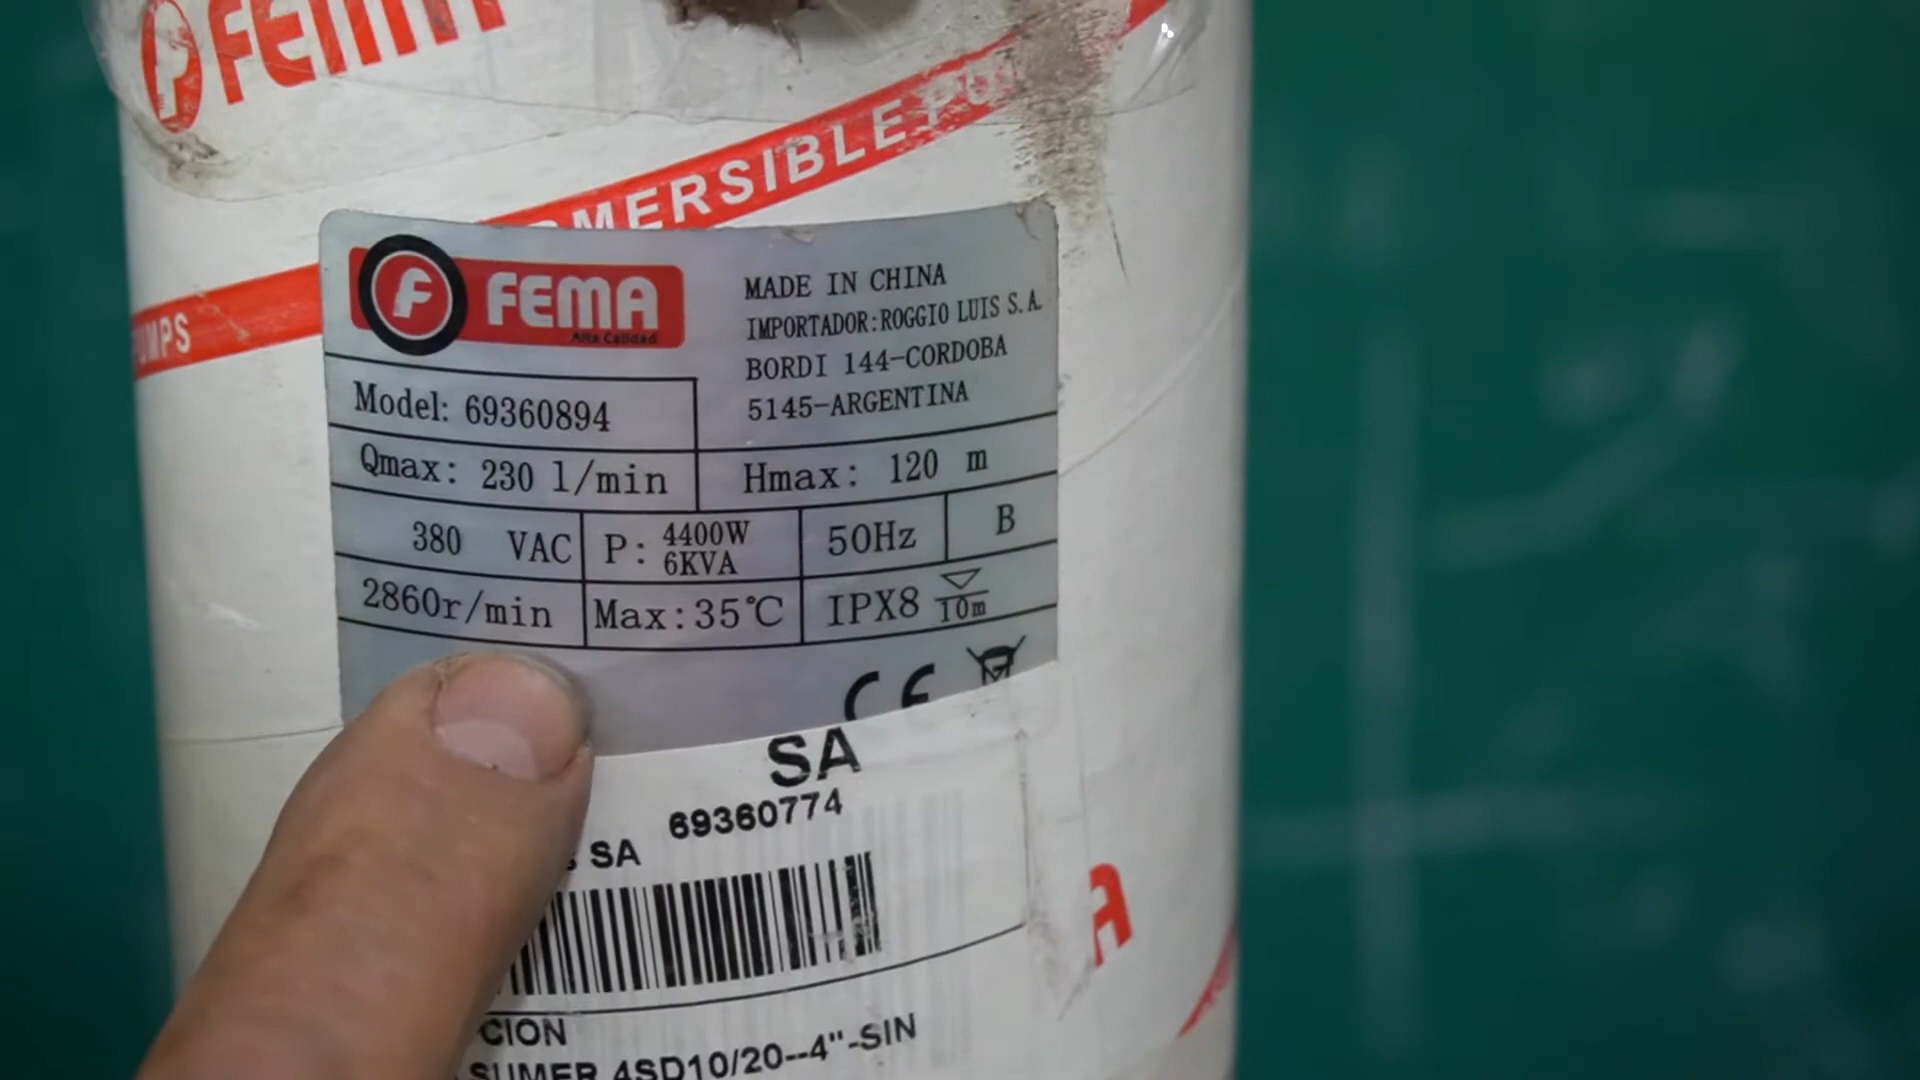 FEMA
MERSIBLE PU
UMPS
FEMA
Alta Calidad
MADE IN CHINA
IMPORTADOR:ROGGIO LUIS S.A.
BORDI 144-CORDOBA
5145-ARGENTINA
Model: 69360894
Qmax: 230 l/min
Hmax: 120 m
380 VAC
P: 4400W
6KVA
50Hz
B
2860r/min
Max:35℃
IPX8
10m
CE
SA
69360774
SA
CION
SUMER 4SD10/20--4"-SIN
A